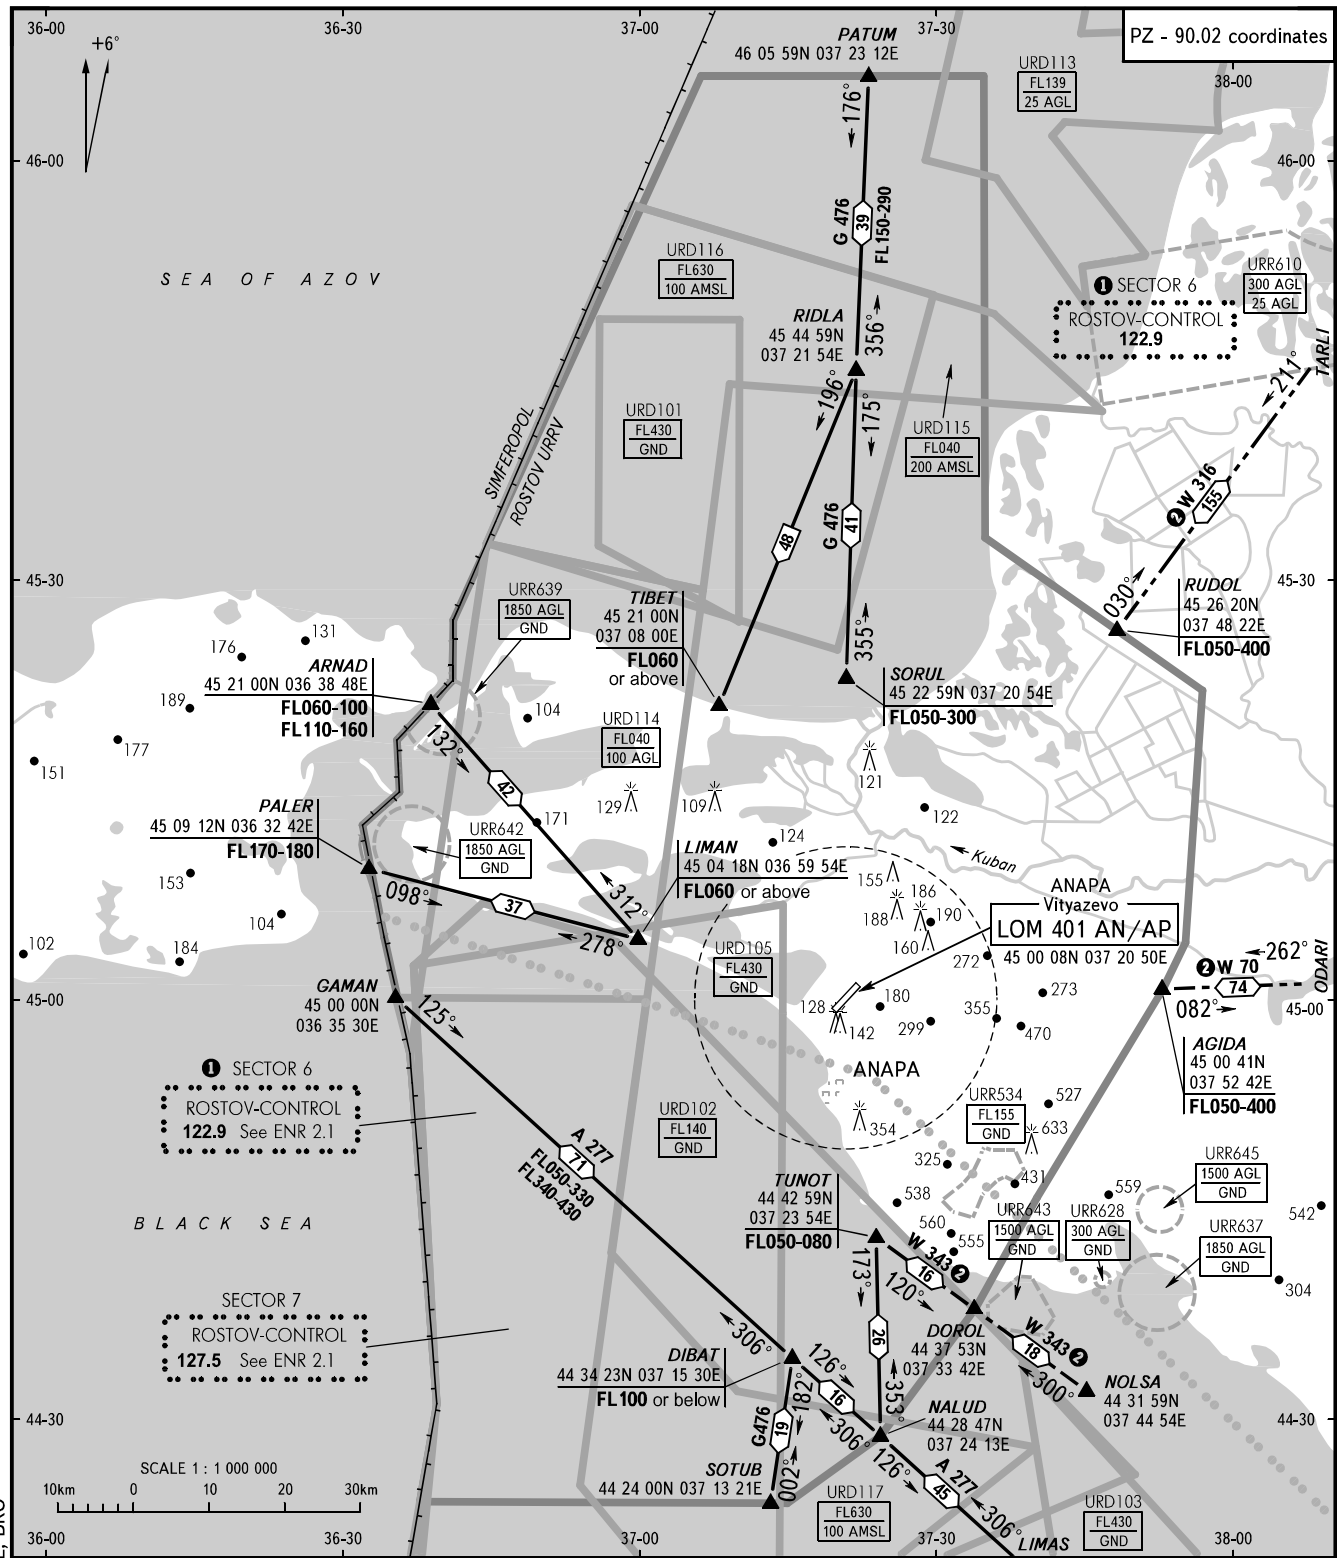 36-00
36-30
37-00
37-30
38-00
PZ - 90.02 coordinates
+6°
PATUM
46 05 59N 037 23 12E
URD113
FL139
25 AGL
176°
46-00
46-00
G 476
39
FL150-290
URD116
FL630
100 AMSL
SEA OF AZOV
RIDLA
45 44 59N
037 21 54E
356°
1 SECTOR 6
ROSTOV-CONTROL
122.9
URR610
300 AGL
25 AGL
TARLI
211°
196°
175°
URD101
FL430
GND
URD115
FL040
200 AMSL
SIMFEROPOL
ROSTOV URRV
2 W 316
155
48
G 476
41
45-30
45-30
URR639
1850 AGL
GND
TIBET
45 21 00N
037 08 00E
FL060
or above
355°
030°
RUDOL
45 26 20N
037 48 22E
FL050-400
176
131
ARNAD
45 21 00N 036 38 48E
FL060-100
FL110-160
189
177
151
104
132°
42
URD114
FL040
100 AGL
SORUL
45 22 59N 037 20 54E
FL050-300
121
129
109
122
PALER
45 09 12N 036 32 42E
FL170-180
171
124
URR642
1850 AGL
GND
LIMAN
45 04 18N 036 59 54E
FL060 or above
Kuban
153
104
102
184
098°
37
312°
278°
155
186
188
190
160
ANAPA
Vityazevo
LOM 401 AN/AP
45 00 08N 037 20 50E
272
URD105
FL430
GND
2 W 70
74
262°
ODARI
082°
45-00
GAMAN
45 00 00N
036 35 30E
125°
128
142
180
299
355
273
470
ANAPA
AGIDA
45 00 41N
037 52 42E
FL050-400
1 SECTOR 6
ROSTOV-CONTROL
122.9 See ENR 2.1
URD102
FL140
GND
354
URR534
FL155
GND
527
633
A 277
71
FL050-330
FL340-430
325
431
URR645
1500 AGL
GND
TUNOT
44 42 59N
037 23 54E
FL050-080
538
560
555
URR643
1500 AGL
GND
URR628
300 AGL
GND
559
542
URR637
1850 AGL
GND
304
BLACK SEA
W 343 2
16
173°
120°
SECTOR 7
ROSTOV-CONTROL
127.5 See ENR 2.1
306°
26
DOROL
44 37 53N
037 33 42E
W 343 2
18
300°
DIBAT
44 34 23N 037 15 30E
FL100 or below
126°
16
306°
353°
182°
G476
19
002°
NOLSA
44 31 59N
037 44 54E
NALUD
44 28 47N
037 24 13E
44-30
44-30
126°
A 277
45
306°
LIMAS
SOTUB
44 24 00N 037 13 21E
URD117
FL630
100 AMSL
URD103
FL430
GND
SCALE 1 : 1 000 000
10km
0
10
20
30km
36-00
36-30
37-00
37-30
38-00